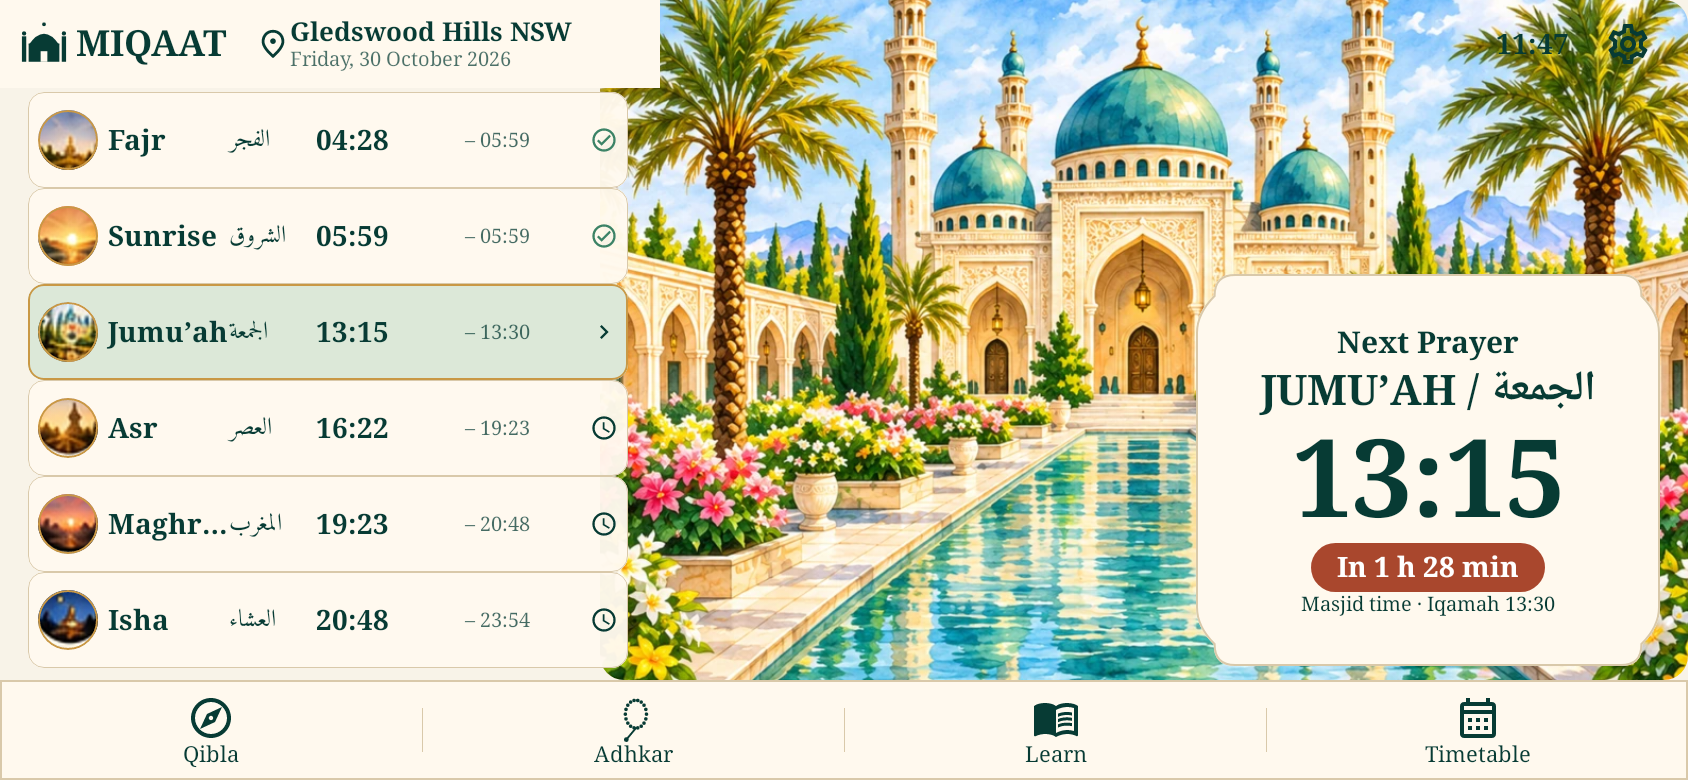 MIQAAT
Gledswood Hills NSW
Friday, 30 October 2026
11:47
Fajr الفجر 04:28 – 05:59
Sunrise الشروق 05:59 – 05:59
Jumu’ah الجمعة 13:15 – 13:30
Asr العصر 16:22 – 19:23
Maghr... المغرب 19:23 – 20:48
Isha العشاء 20:48 – 23:54
Next Prayer
JUMU’AH / الجمعة
13:15
In 1 h 28 min
Masjid time · Iqamah 13:30
Qibla
Adhkar
Learn
Timetable